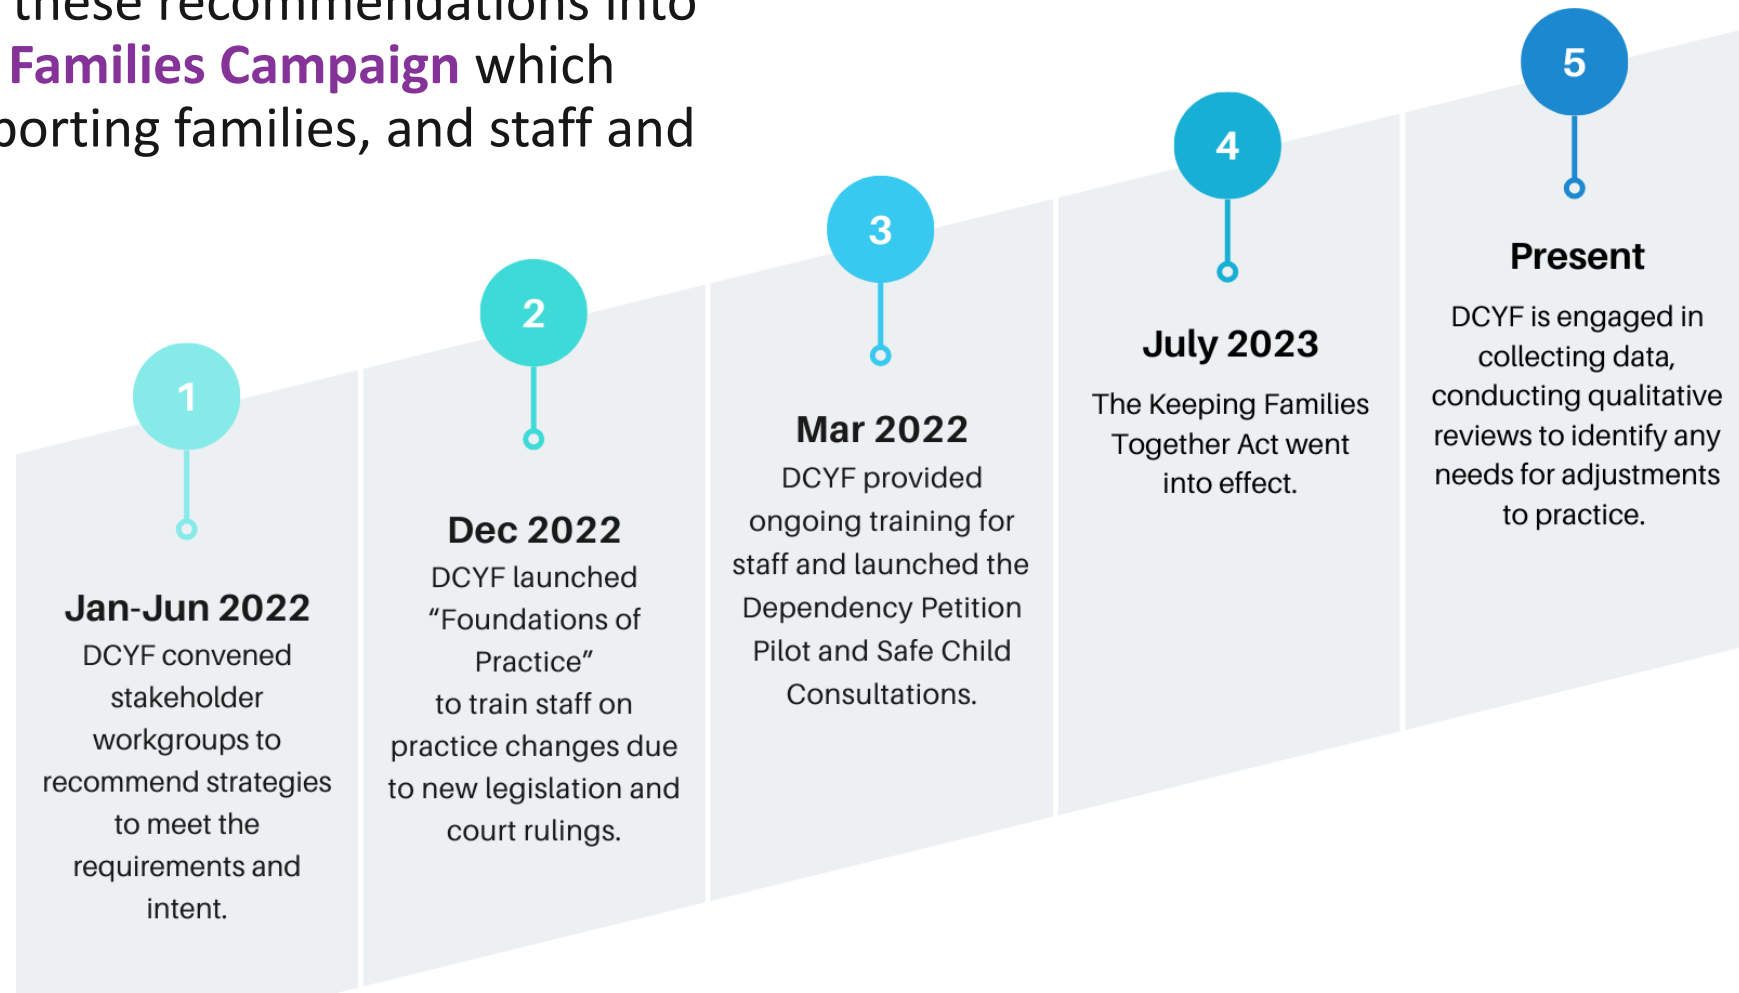 these recommendations into
Families Campaign which
porting families, and staff and
1
Jan-Jun 2022
DCYF convened
stakeholder
workgroups to
recommend strategies
to meet the
requirements and
intent.
2
Dec 2022
DCYF launched
“Foundations of
Practice”
to train staff on
practice changes due
to new legislation and
court rulings.
3
Mar 2022
DCYF provided
ongoing training for
staff and launched the
Dependency Petition
Pilot and Safe Child
Consultations.
4
July 2023
The Keeping Families
Together Act went
into effect.
5
Present
DCYF is engaged in
collecting data,
conducting qualitative
reviews to identify any
needs for adjustments
to practice.